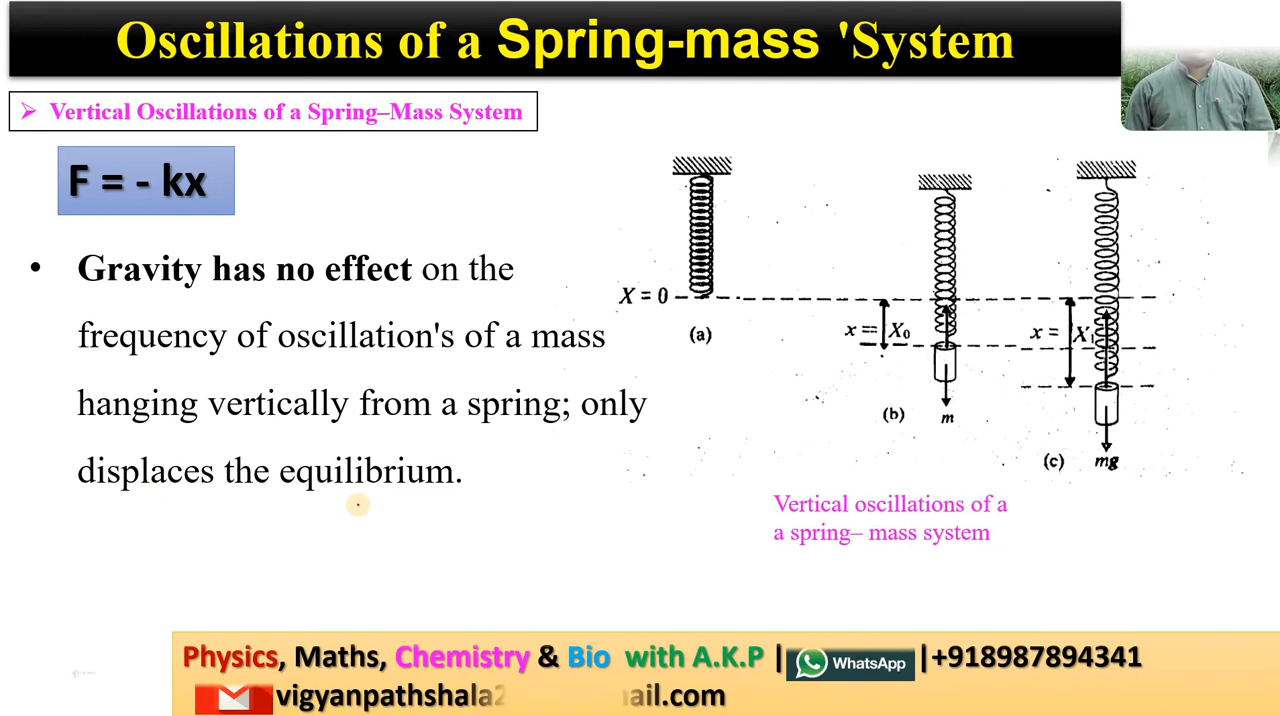 Oscillations of a Spring-mass 'System
➢ Vertical Oscillations of a Spring–Mass System
F = - kx
• Gravity has no effect on the
frequency of oscillation's of a mass
hanging vertically from a spring; only
displaces the equilibrium.
X = 0
(a)
x = X₀
(b)
m
x = X₁
(c)
mg
Vertical oscillations of a
a spring– mass system
Physics, Maths, Chemistry & Bio with A.K.P | WhatsApp |+918987894341
vigyanpathshala ail.com